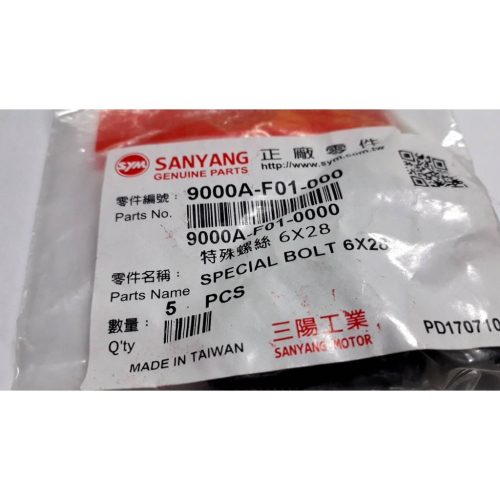 SYM SANYANG 正廠零件
GENUINE PARTS http://www.sym.com.tw
零件編號： 9000A-F01-000
Parts No.
9000A-F01-0000
特殊螺絲 6X28
零件名稱： SPECIAL BOLT 6X28
Parts Name
數量： 5 PCS
Q'ty
三陽工業
SANYANG MOTOR
PD170710
MADE IN TAIWAN